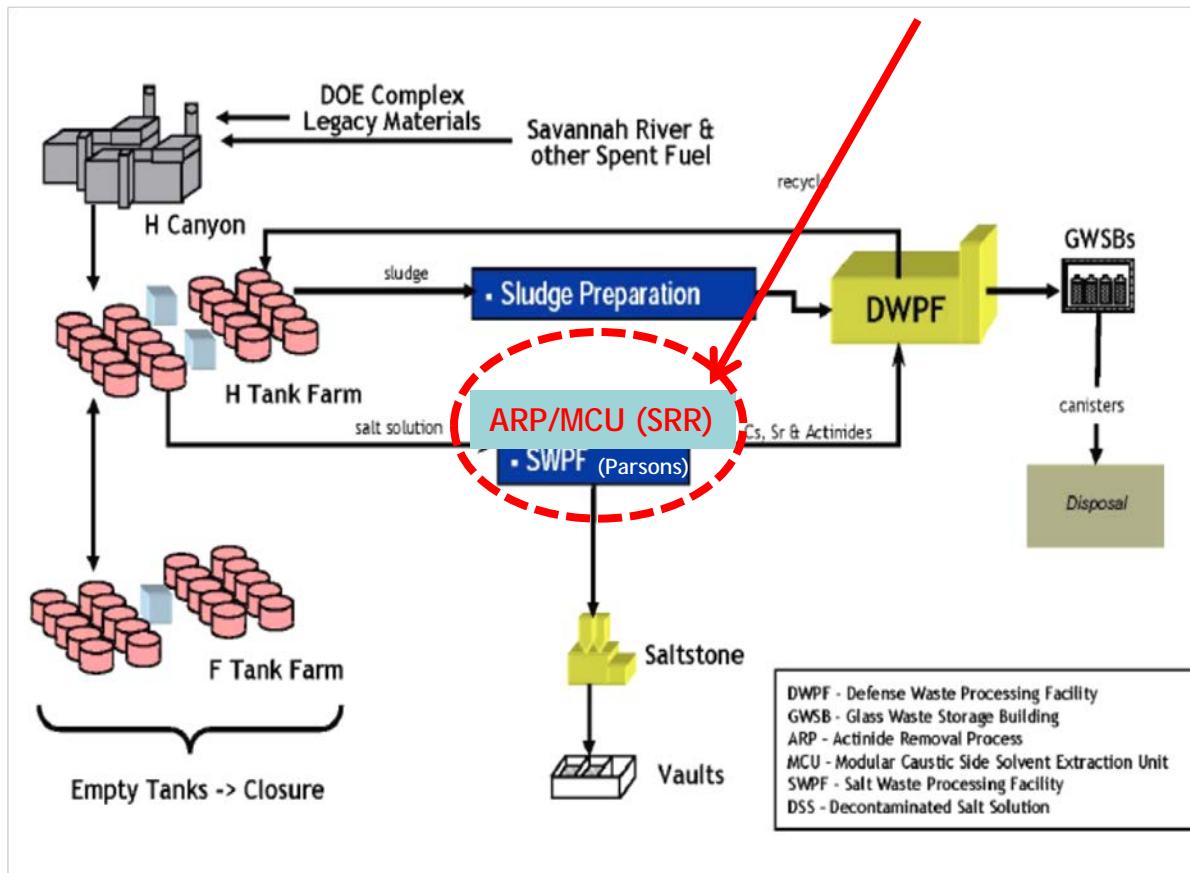 DOE Complex
Legacy Materials
Savannah River &
other Spent Fuel
H Canyon
recycle
GWSBs
sludge
▪ Sludge Preparation
DWPF
H Tank Farm
salt solution
ARP/MCU (SRR)
Cs, Sr & Actinides
▪ SWPF (Parsons)
canisters
Disposal
F Tank Farm
Saltstone
Empty Tanks -> Closure
Vaults
DWPF - Defense Waste Processing Facility
GWSB - Glass Waste Storage Building
ARP - Actinide Removal Process
MCU - Modular Caustic Side Solvent Extraction Unit
SWPF - Salt Waste Processing Facility
DSS - Decontaminated Salt Solution